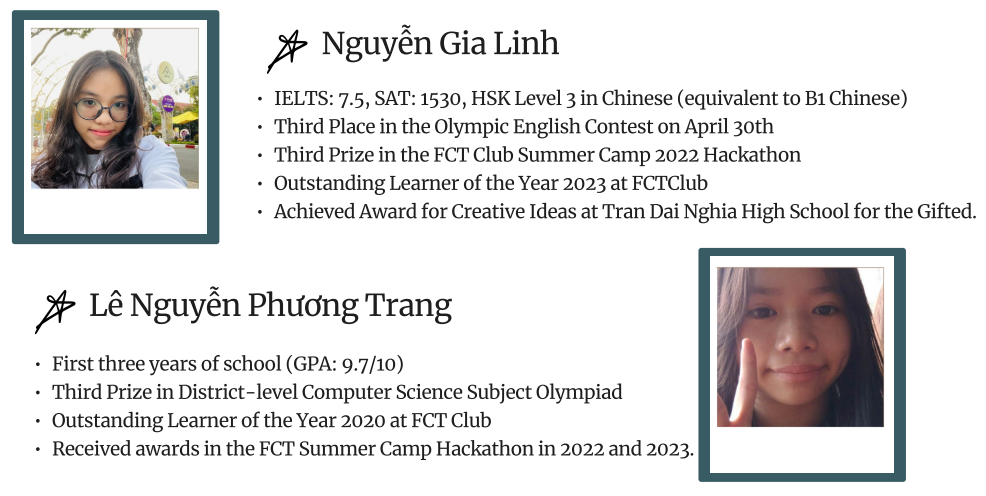 Nguyễn Gia Linh
• IELTS: 7.5, SAT: 1530, HSK Level 3 in Chinese (equivalent to B1 Chinese)
• Third Place in the Olympic English Contest on April 30th
• Third Prize in the FCT Club Summer Camp 2022 Hackathon
• Outstanding Learner of the Year 2023 at FCTClub
• Achieved Award for Creative Ideas at Tran Dai Nghia High School for the Gifted.
Lê Nguyễn Phương Trang
• First three years of school (GPA: 9.7/10)
• Third Prize in District-level Computer Science Subject Olympiad
• Outstanding Learner of the Year 2020 at FCT Club
• Received awards in the FCT Summer Camp Hackathon in 2022 and 2023.